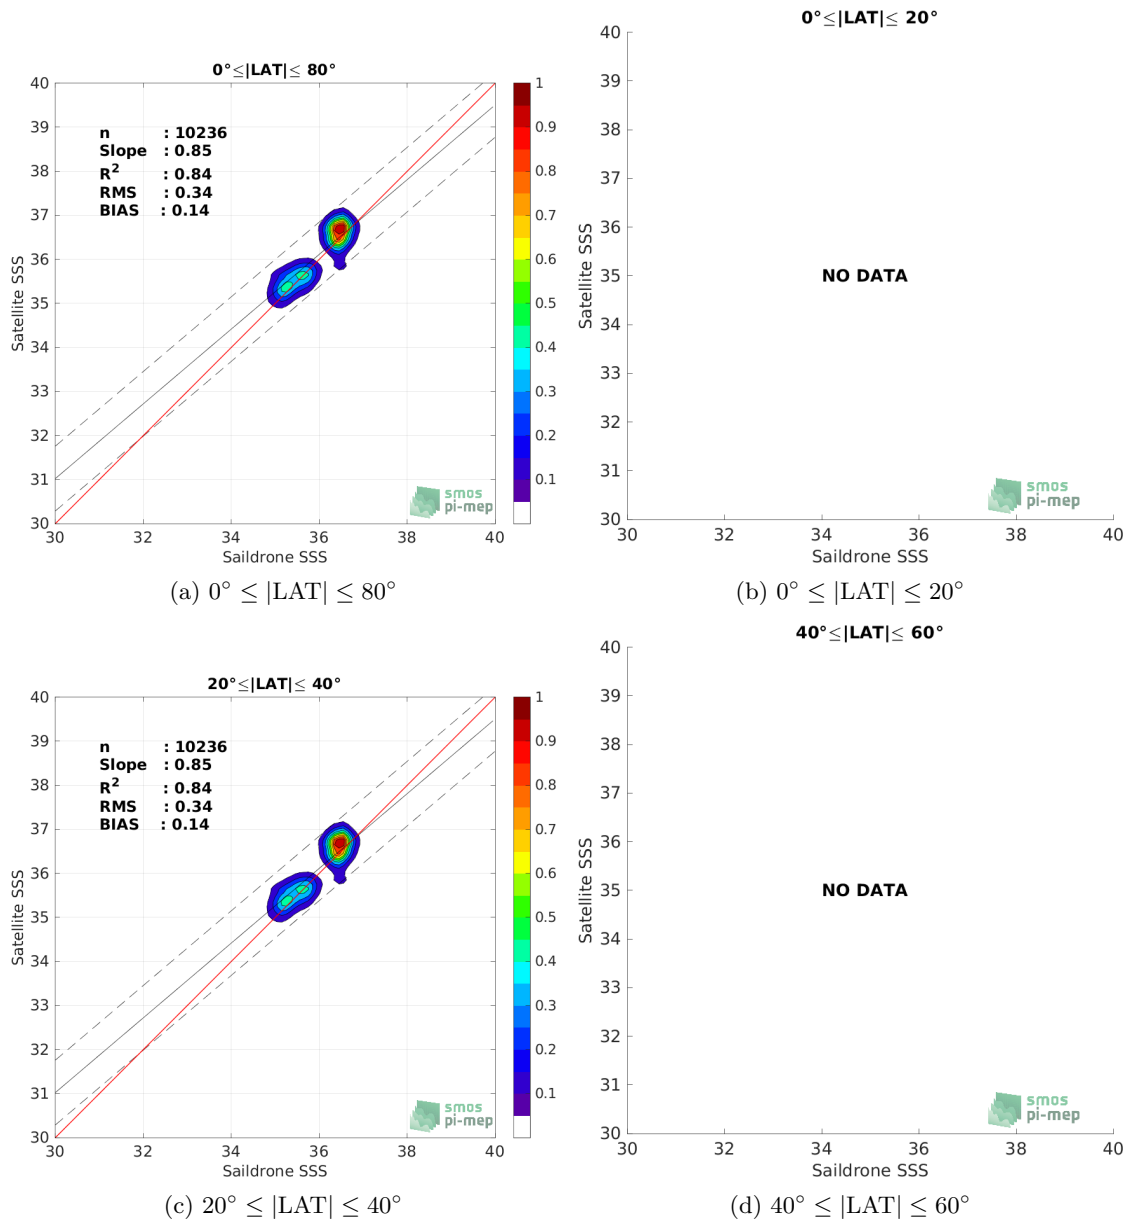 0°≤|LAT|≤ 80°
40
39
38
37
36
35
34
33
32
31
30
Satellite SSS
n : 10236
Slope : 0.85
R2 : 0.84
RMS : 0.34
BIAS : 0.14
smos
pi-mep
30 32 34 36 38 40
Saildrone SSS
1
0.9
0.8
0.7
0.6
0.5
0.4
0.3
0.2
0.1
(a) 0° ≤ |LAT| ≤ 80°
0°≤|LAT|≤ 20°
40
39
38
37
36
35
34
33
32
31
30
Satellite SSS
NO DATA
smos
pi-mep
30 32 34 36 38 40
Saildrone SSS
(b) 0° ≤ |LAT| ≤ 20°
20°≤|LAT|≤ 40°
40
39
38
37
36
35
34
33
32
31
30
Satellite SSS
n : 10236
Slope : 0.85
R2 : 0.84
RMS : 0.34
BIAS : 0.14
smos
pi-mep
30 32 34 36 38 40
Saildrone SSS
1
0.9
0.8
0.7
0.6
0.5
0.4
0.3
0.2
0.1
(c) 20° ≤ |LAT| ≤ 40°
40°≤|LAT|≤ 60°
40
39
38
37
36
35
34
33
32
31
30
Satellite SSS
NO DATA
smos
pi-mep
30 32 34 36 38 40
Saildrone SSS
(d) 40° ≤ |LAT| ≤ 60°